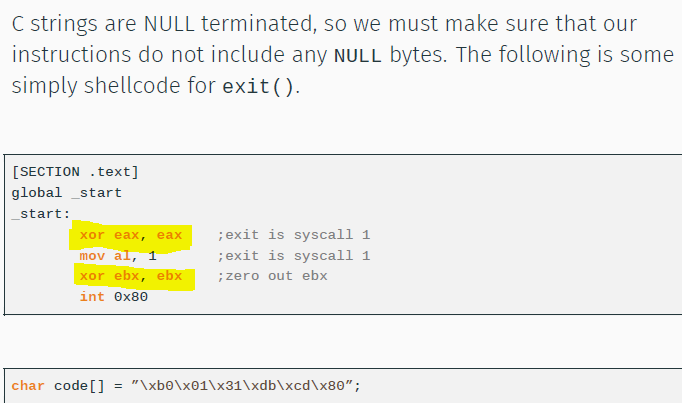 C strings are NULL terminated, so we must make sure that our
instructions do not include any NULL bytes. The following is some
simply shellcode for exit().
[SECTION .text]
global _start
_start:
xor eax, eax ;exit is syscall 1
mov al, 1 ;exit is syscall 1
xor ebx, ebx ;zero out ebx
int 0x80
char code[] = ”\xb0\x01\x31\xdb\xcd\x80”;